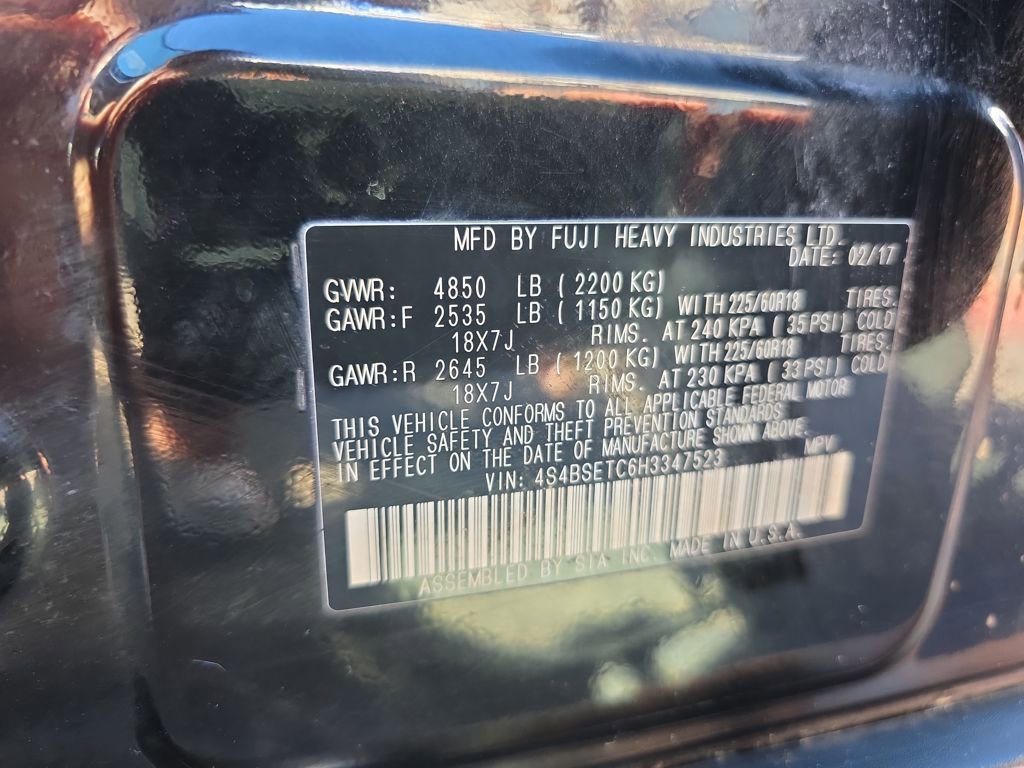 MFD BY FUJI HEAVY INDUSTRIES LTD.
DATE: 02/17
GVWR: 4850 LB ( 2200 KG)
GAWR:F 2535 LB ( 1150 KG) WITH 225/60R18 TIRES.
18X7J RIMS. AT 240 KPA ( 35 PSI) COLD
GAWR:R 2645 LB ( 1200 KG) WITH 225/60R18 TIRES.
18X7J RIMS. AT 230 KPA ( 33 PSI) COLD
THIS VEHICLE CONFORMS TO ALL APPLICABLE FEDERAL MOTOR
VEHICLE SAFETY AND THEFT PREVENTION STANDARDS
IN EFFECT ON THE DATE OF MANUFACTURE SHOWN ABOVE.
VIN: 4S4BSETC6H3347523 MPV
ASSEMBLED BY SIA INC. MADE IN U.S.A.